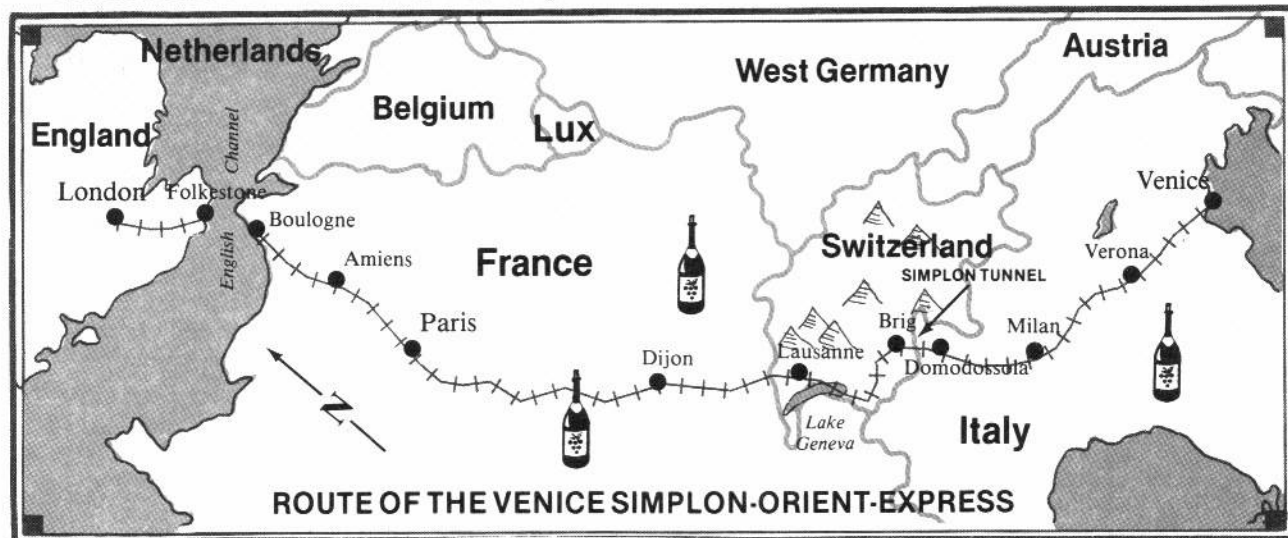 Netherlands
Austria
West Germany
Belgium
Lux
England
Channel
London
Folkestone
Venice
Boulogne
English
Amiens
France
Switzerland
SIMPLON TUNNEL
Verona
Paris
Brig
Milan
Dijon
Lausanne
Domodossola
N
Lake
Geneva
Italy
ROUTE OF THE VENICE SIMPLON-ORIENT-EXPRESS